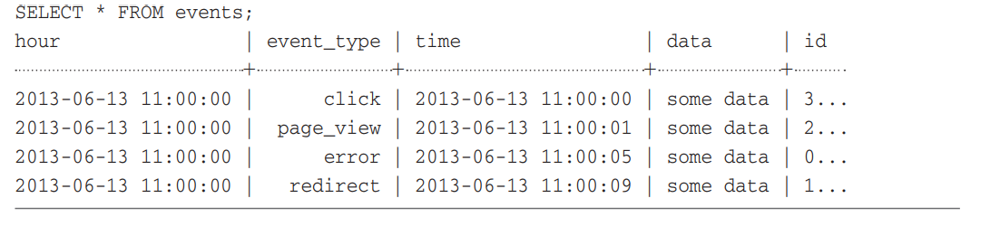 SELECT * FROM events;
hour | event_type | time | data | id
2013-06-13 11:00:00 | click | 2013-06-13 11:00:00 | some data | 3...
2013-06-13 11:00:00 | page_view | 2013-06-13 11:00:01 | some data | 2...
2013-06-13 11:00:00 | error | 2013-06-13 11:00:05 | some data | 0...
2013-06-13 11:00:00 | redirect | 2013-06-13 11:00:09 | some data | 1...